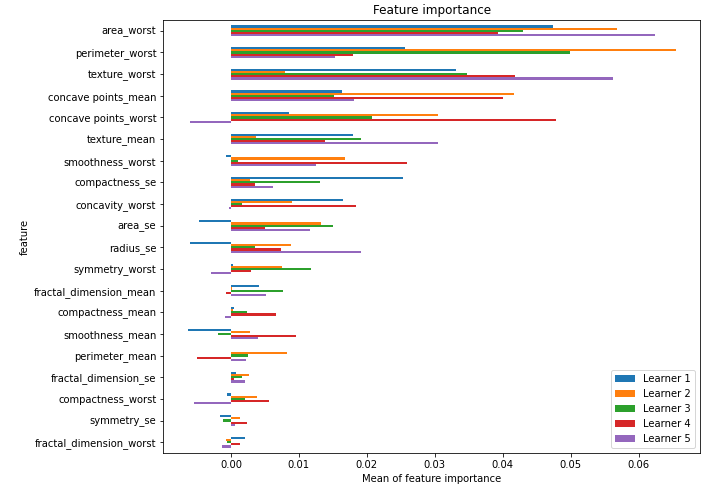 Feature importance
area_worst
perimeter_worst
texture_worst
concave points_mean
concave points_worst
texture_mean
smoothness_worst
compactness_se
concavity_worst
area_se
radius_se
symmetry_worst
fractal_dimension_mean
compactness_mean
smoothness_mean
perimeter_mean
fractal_dimension_se
compactness_worst
symmetry_se
fractal_dimension_worst
feature
Learner 1
Learner 2
Learner 3
Learner 4
Learner 5
0.00 0.01 0.02 0.03 0.04 0.05 0.06
Mean of feature importance